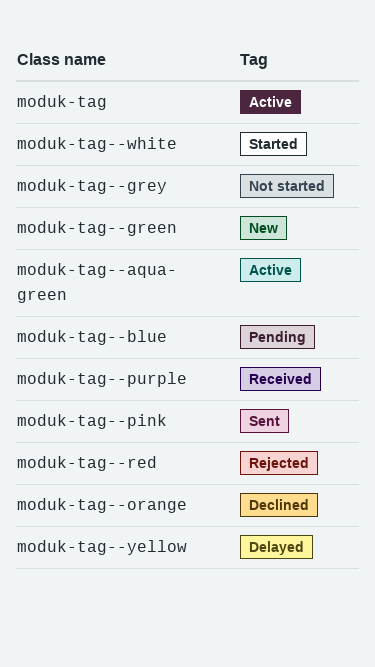 Class name Tag
moduk-tag Active
moduk-tag--white Started
moduk-tag--grey Not started
moduk-tag--green New
moduk-tag--aqua- Active
green
moduk-tag--blue Pending
moduk-tag--purple Received
moduk-tag--pink Sent
moduk-tag--red Rejected
moduk-tag--orange Declined
moduk-tag--yellow Delayed